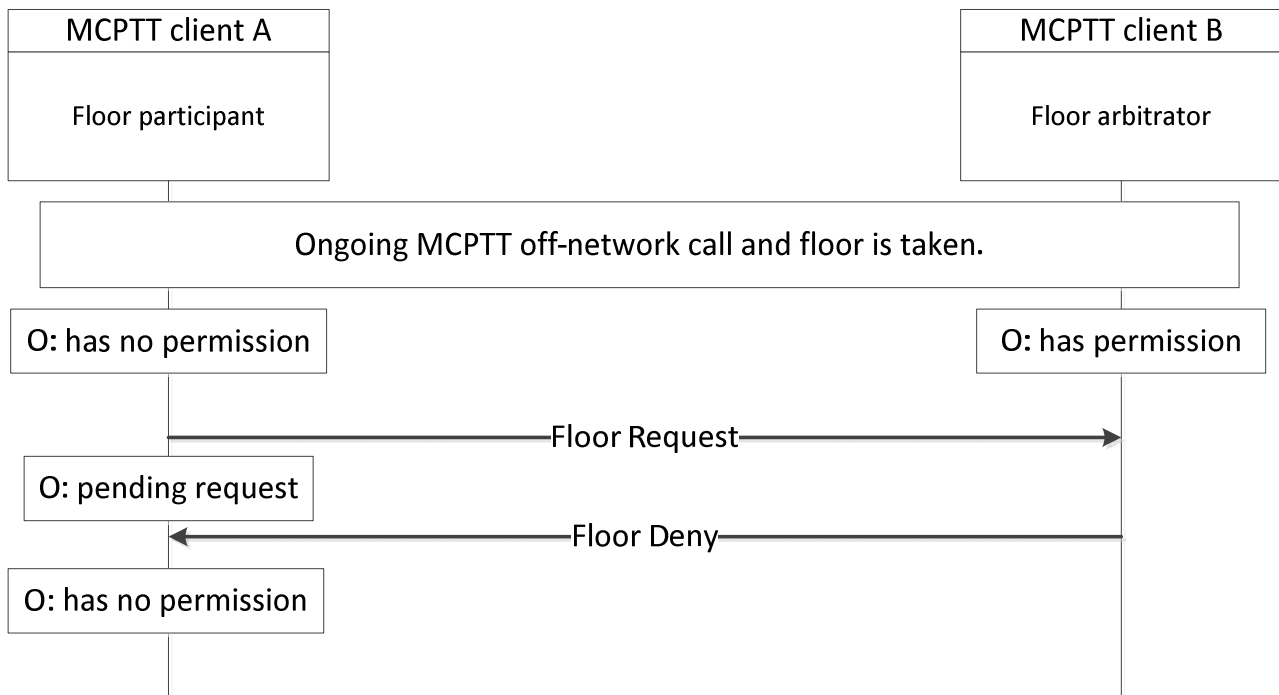 MCPTT client A
MCPTT client B
Floor participant
Floor arbitrator
Ongoing MCPTT off-network call and floor is taken.
O: has no permission
O: has permission
Floor Request
O: pending request
Floor Deny
O: has no permission